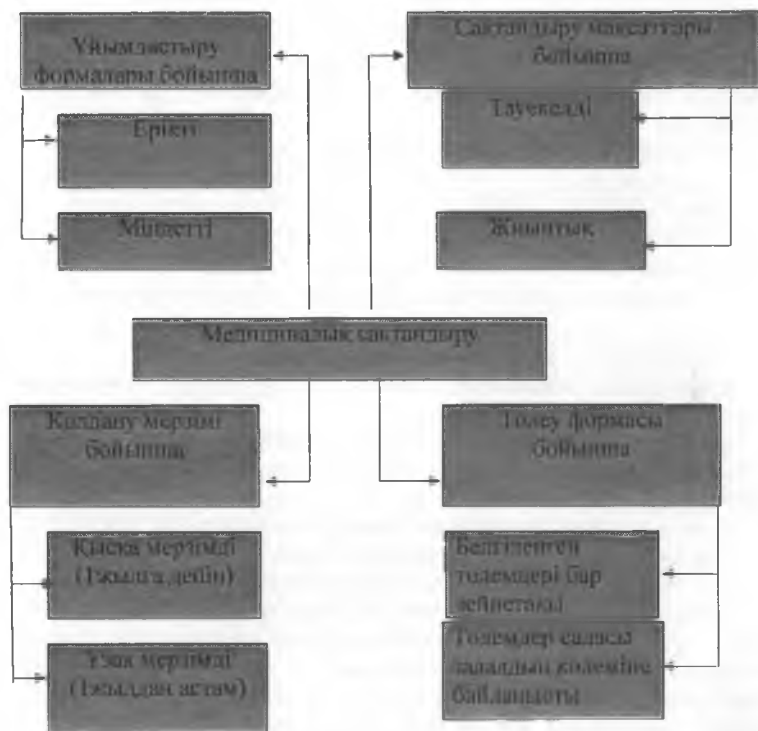 Ұйымдастыру
формалары бойынша
Ерікті
Міндетті
Сақтандыру мақсаттары
бойынша
Тәуекелді
Жиынтық
Медициналық сақтандыру
Қолдану мерзімі
бойынша
Қысқа мерзімді
(1жылға дейін)
Ұзақ мерзімді
(1жылдан астам)
Төлеу формасы
бойынша
Белгіленген
төлемдері бар
зейнетақы
Төлемдер саласы
залалдың көлеміне
байланысты